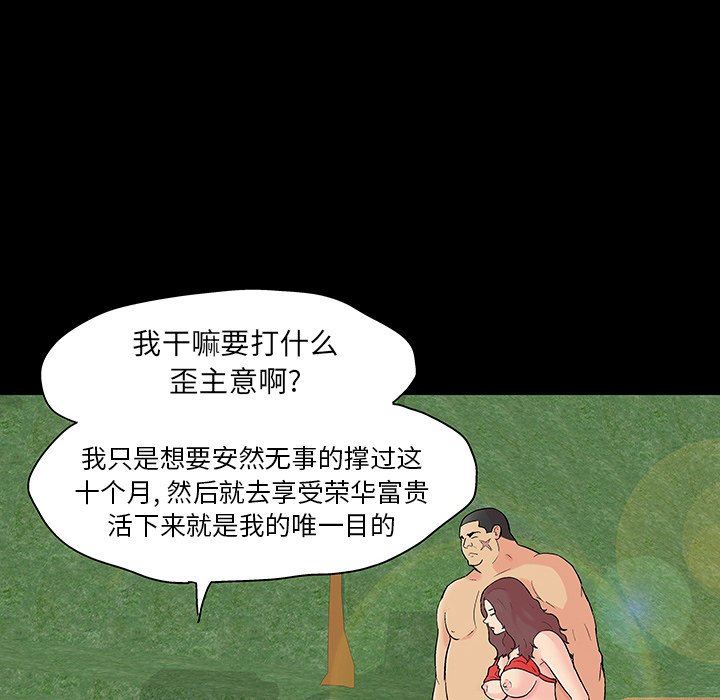 我干嘛要打什么
歪主意啊?
我只是想要安然无事的撑过这
十个月, 然后就去享受荣华富贵
活下来就是我的唯一目的